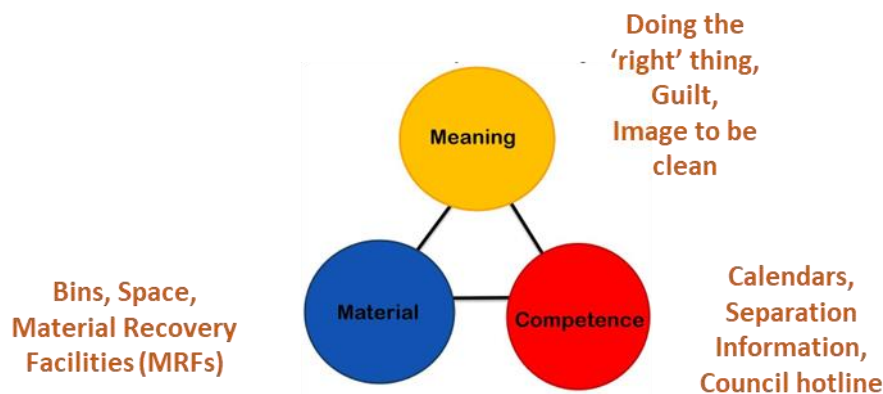 Doing the
‘right’ thing,
Guilt,
Image to be
clean
Meaning
Bins, Space,
Material Recovery
Facilities (MRFs)
Material
Competence
Calendars,
Separation
Information,
Council hotline